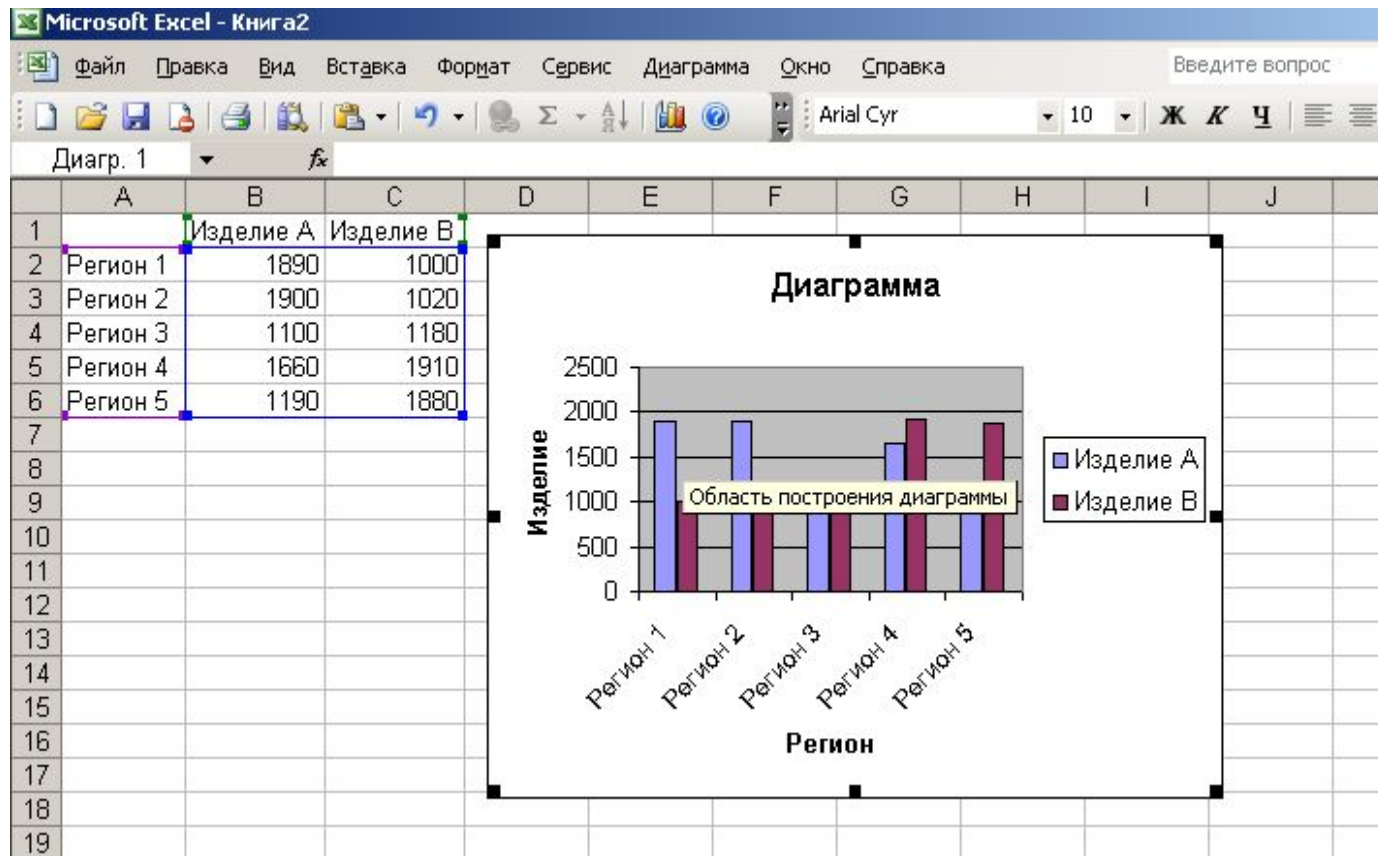 Microsoft Excel - Книга2
Файл Правка Вид Вставка Формат Сервис Диаграмма Окно Справка Введите вопрос
Arial Cyr 10 Ж К Ч
Диагр. 1 fx
A B C D E F G H I J
1 Изделие А Изделие В
2 Регион 1 1890 1000
3 Регион 2 1900 1020
4 Регион 3 1100 1180
5 Регион 4 1660 1910
6 Регион 5 1190 1880
7
8
9
10
11
12
13
14
15
16
17
18
19
Диаграмма
2500
2000
1500
1000
500
0
Изделие
Область построения диаграммы
Изделие А
Изделие В
Регион 1
Регион 2
Регион 3
Регион 4
Регион 5
Регион